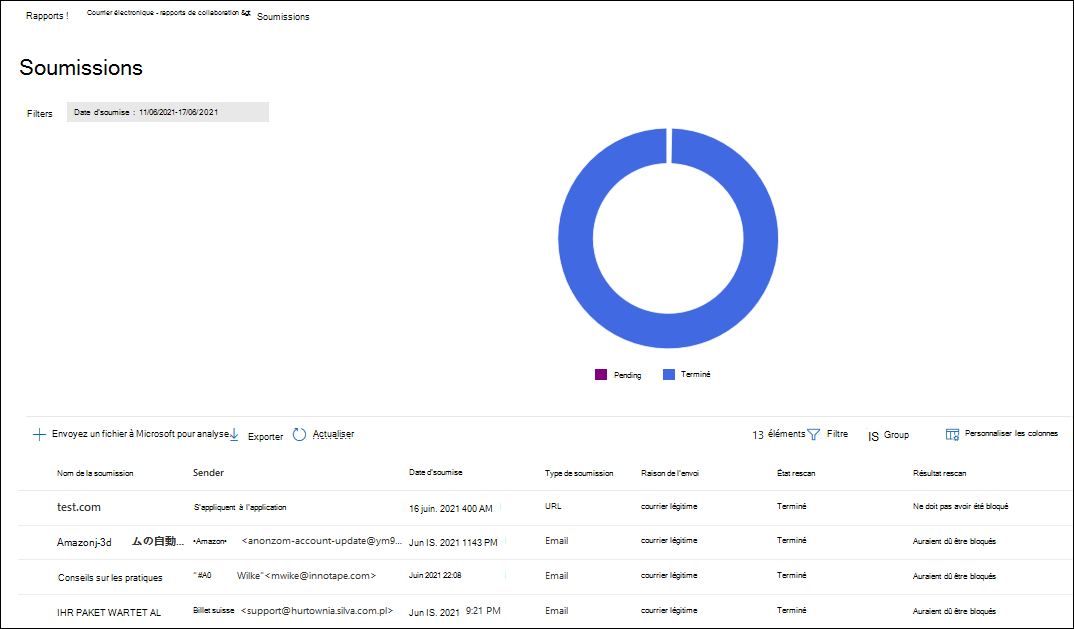 Rapports ! Courrier électronique - rapports de collaboration &gt Soumissions
Soumissions
Filters Date d'soumise : 11/06/2021-17/06/2021
Pending Terminé
Envoyez un fichier à Microsoft pour analyse Exporter Actualiser 13 éléments Filtre IS Group Personnaliser les colonnes
Nom de la soumission Sender Date d'soumise Type de soumission Raison de l'envoi État rescan Résultat rescan
test.com S'appliquent à l'application 16 juin. 2021 400 AM URL courrier légitime Terminé Ne doit pas avoir été bloqué
Amazonj-3d ムの自動... •Amazon• <anonzom-account-update@ym9... Jun IS. 2021 1143 PM Email courrier légitime Terminé Auraient dû être bloqués
Conseils sur les pratiques "#A0 Wilke"<mwike@innotape.com> Juin 2021 22:08 Email courrier légitime Terminé Auraient dû être bloqués
IHR PAKET WARTET AL Billet suisse <support@hurtownia.silva.com.pl> Jun IS. 2021 9:21 PM Email courrier légitime Terminé Auraient dû être bloqués